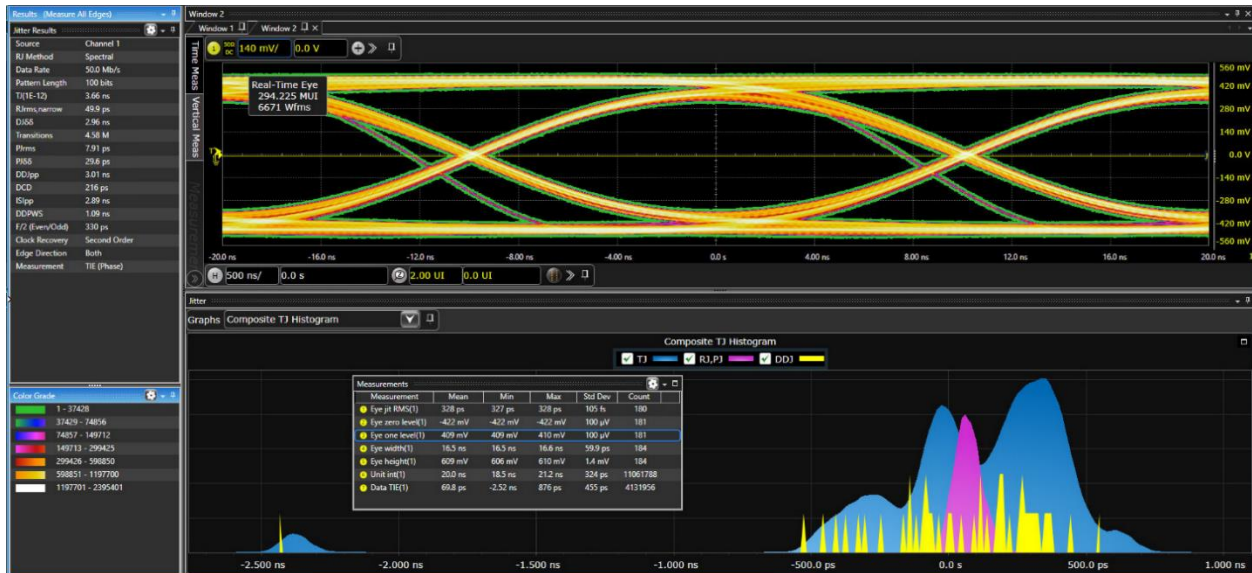 Results (Measure All Edges)
Jitter Results
Source Channel 1
RJ Method Spectral
Data Rate 50.0 Mb/s
Pattern Length 100 bits
TJ(1E-12) 3.66 ns
RJrms,narrow 49.9 ps
DJδδ 2.96 ns
Transitions 4.58 M
PJrms 7.91 ps
PJδδ 29.6 ps
DDJpp 3.01 ns
DCD 216 ps
ISIpp 2.89 ns
DDPWS 1.09 ns
F/2 (Even/Odd) 330 ps
Clock Recovery Second Order
Edge Direction Both
Measurement TIE (Phase)
Color Grade
1 - 37428
37429 - 74856
74857 - 149712
149713 - 299425
299426 - 598850
598851 - 1197700
1197701 - 2395401
Window 2
Window 1 Window 2
Time Meas
Vertical Meas
Measurements
1 50Ω DC 140 mV/ 0.0 V
Real-Time Eye
294.225 MUI
6671 Wfms
560 mV
420 mV
280 mV
140 mV
0.0 V
-140 mV
-280 mV
-420 mV
-560 mV
-20.0 ns -16.0 ns -12.0 ns -8.00 ns -4.00 ns 0.0 s 4.00 ns 8.00 ns 12.0 ns 16.0 ns 20.0 ns
H 500 ns/ 0.0 s 2.00 UI 0.0 UI
Jitter
Graphs Composite TJ Histogram
Composite TJ Histogram
TJ RJ,PJ DDJ
Measurements
Measurement Mean Min Max Std Dev Count
Eye jit RMS(1) 328 ps 327 ps 328 ps 105 fs 180
Eye zero level(1) -422 mV -422 mV -422 mV 100 µV 181
Eye one level(1) 409 mV 409 mV 410 mV 100 µV 181
Eye width(1) 16.5 ns 16.5 ns 16.6 ns 59.9 ps 184
Eye height(1) 609 mV 606 mV 610 mV 1.4 mV 184
Unit int(1) 20.0 ns 18.5 ns 21.2 ns 324 ps 11061788
Data TIE(1) 69.8 ps -2.52 ns 876 ps 455 ps 4131956
-2.500 ns -2.000 ns -1.500 ns -1.000 ns -500.0 ps 0.0 s 500.0 ps 1.000 ns